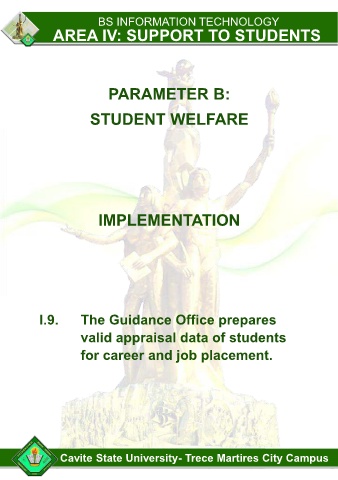 BS INFORMATION TECHNOLOGY
AREA IV: SUPPORT TO STUDENTS
PARAMETER B:
STUDENT WELFARE
IMPLEMENTATION
I.9. The Guidance Office prepares
valid appraisal data of students
for career and job placement.
Cavite State University- Trece Martires City Campus